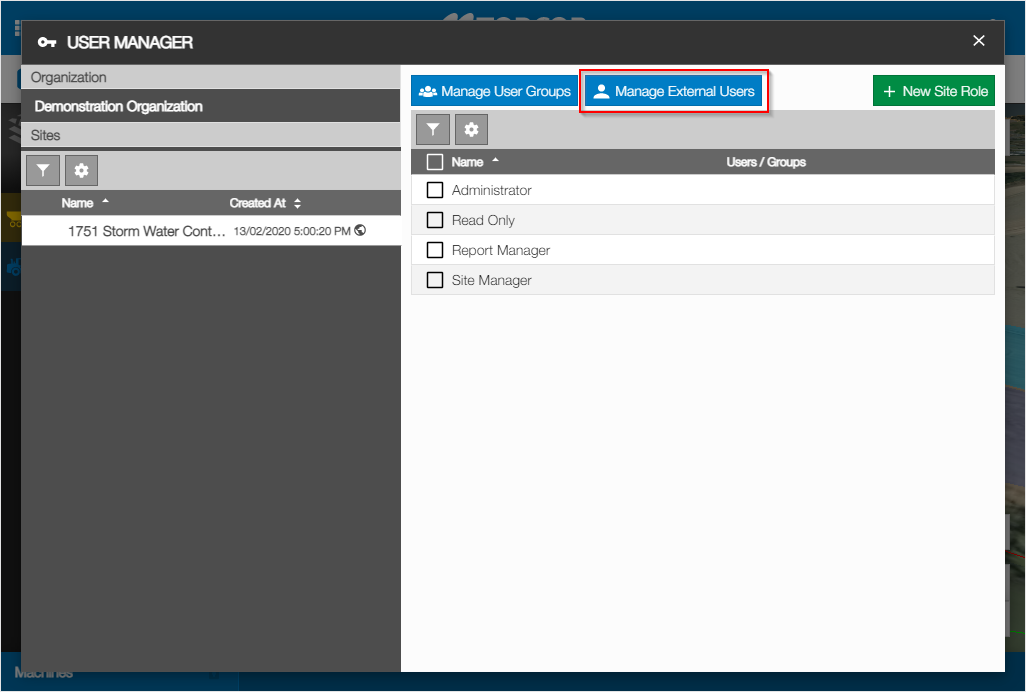 USER MANAGER
Organization
Demonstration Organization
Sites
Name
Created At
1751 Storm Water Cont...
13/02/2020 5:00:20 PM
Manage User Groups
Manage External Users
New Site Role
Name
Users / Groups
Administrator
Read Only
Report Manager
Site Manager
Machines